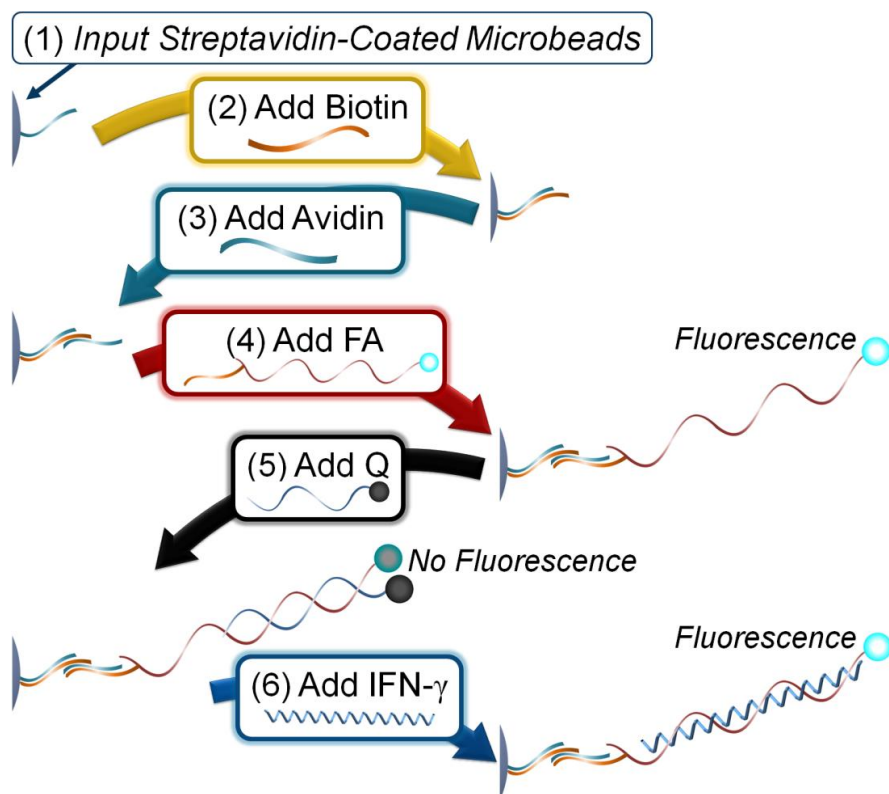 (1) Input Streptavidin-Coated Microbeads
(2) Add Biotin
(3) Add Avidin
(4) Add FA
Fluorescence
(5) Add Q
No Fluorescence
Fluorescence
(6) Add IFN-γ